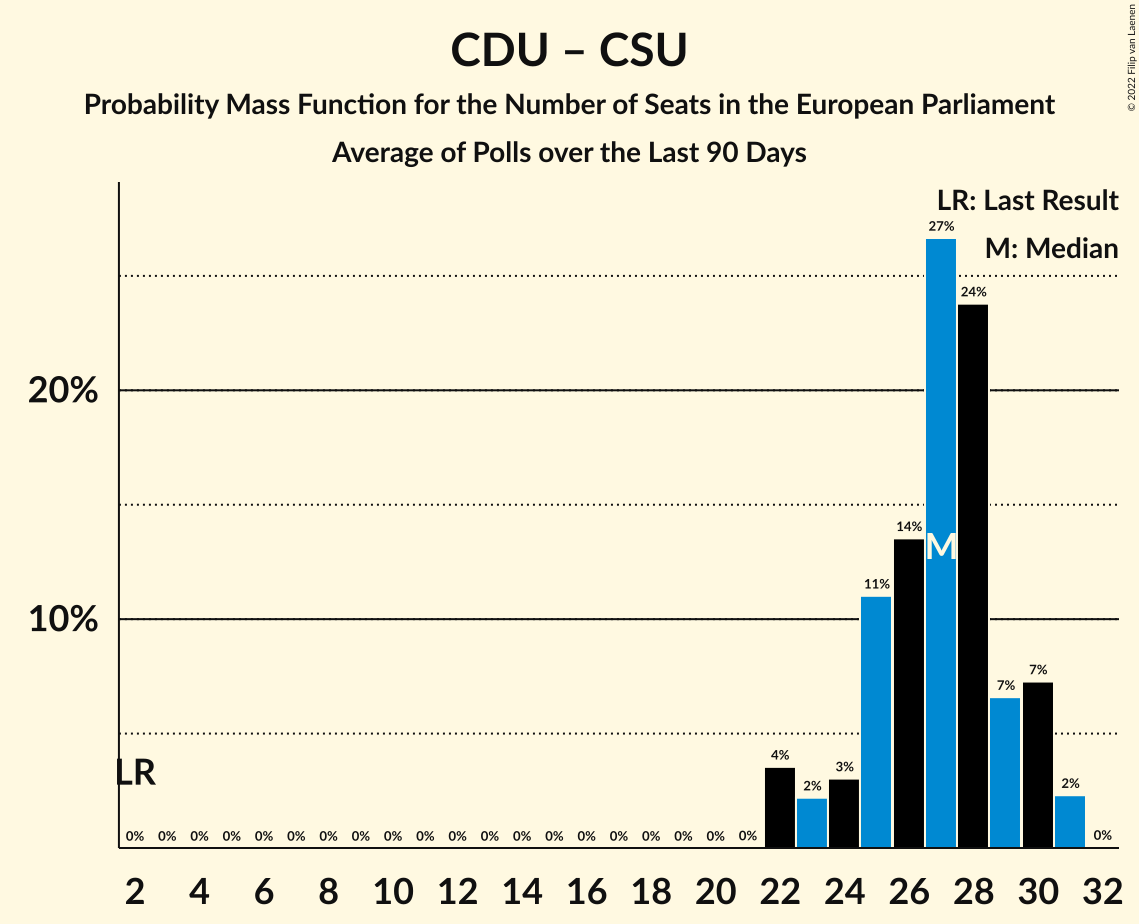 CDU – CSU
Probability Mass Function for the Number of Seats in the European Parliament
Average of Polls over the Last 90 Days
© 2022 Filip van Laenen
LR: Last Result
M: Median
27%
24%
20%
14%
M
11%
10%
7%
7%
4%
3%
2%
2%
LR
0% 0% 0% 0% 0% 0% 0% 0% 0% 0% 0% 0% 0% 0% 0% 0% 0% 0% 0% 0% 0%
2 4 6 8 10 12 14 16 18 20 22 24 26 28 30 32